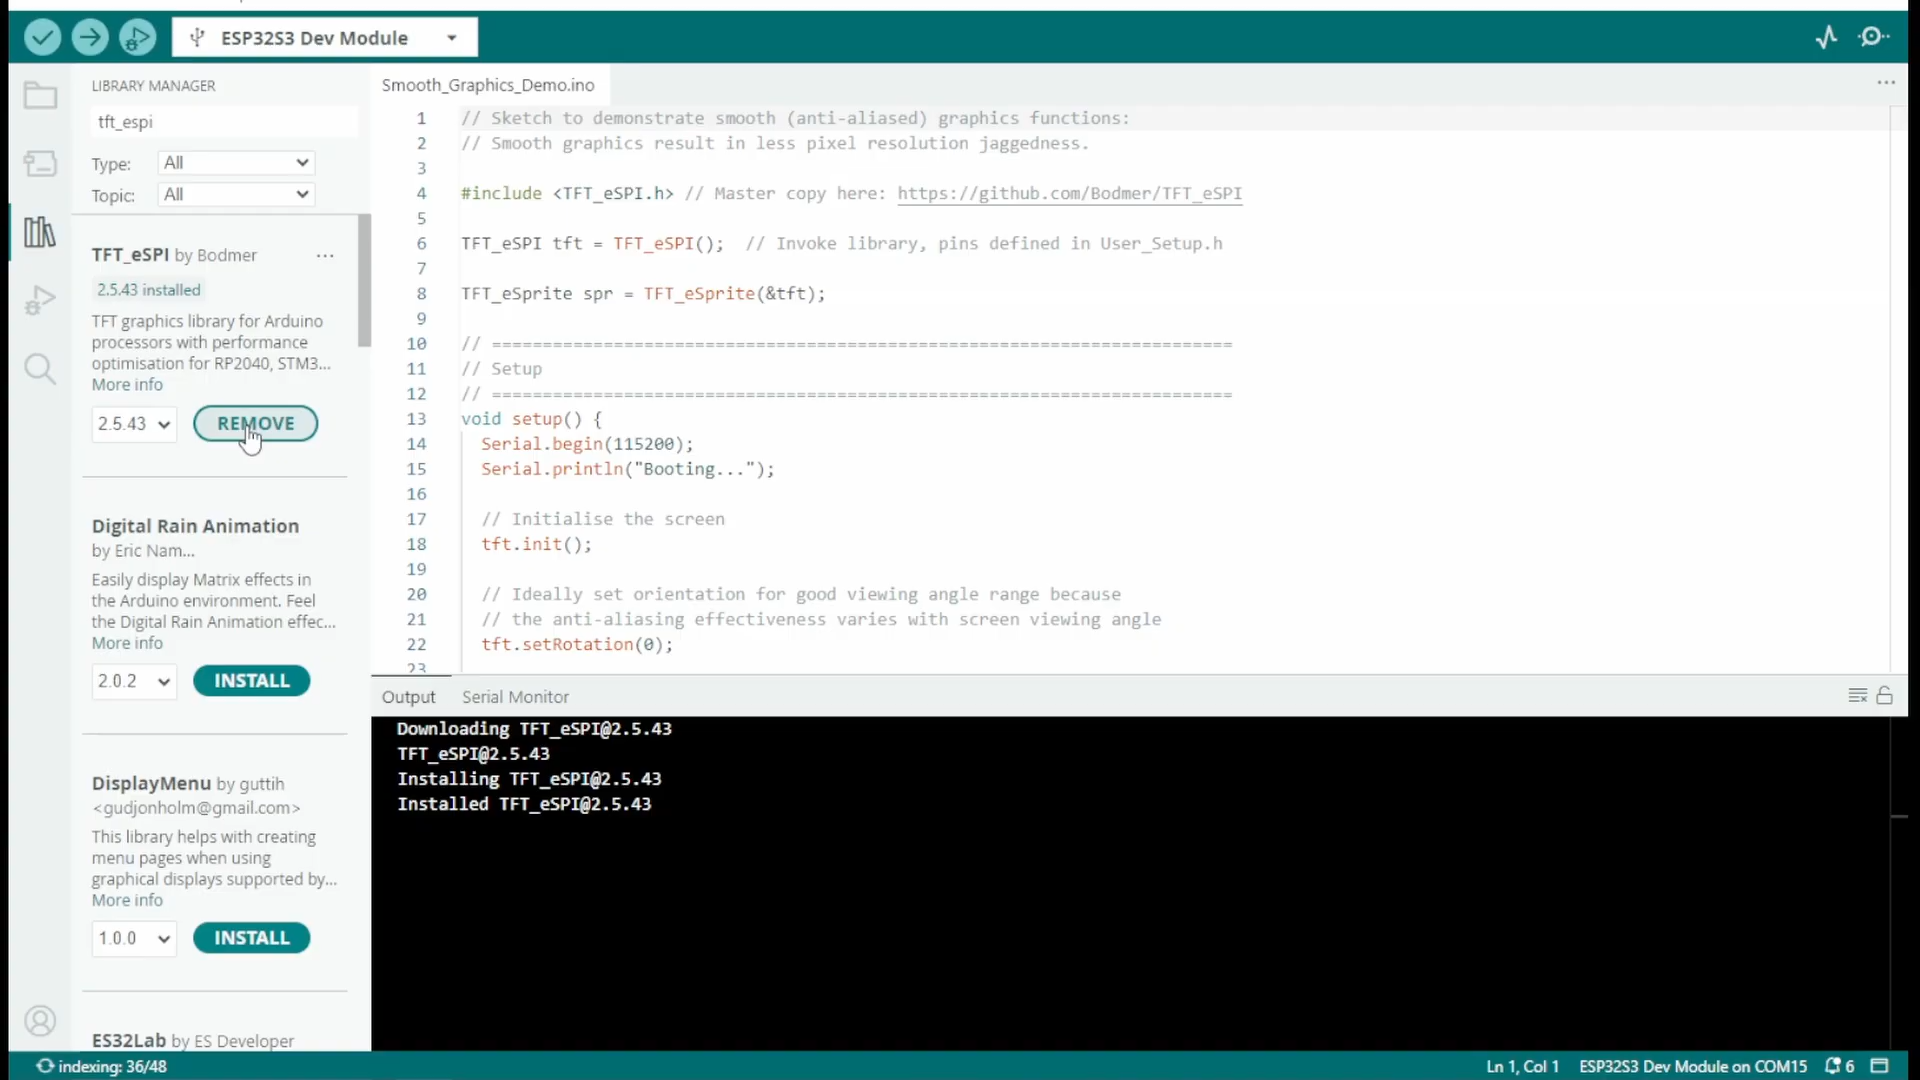 ESP32S3 Dev Module
LIBRARY MANAGER
tft_espi
Type: All
Topic: All
TFT_eSPI by Bodmer
2.5.43 installed
TFT graphics library for Arduino
processors with performance
optimisation for RP2040, STM3...
More info
2.5.43 REMOVE
Digital Rain Animation
by Eric Nam...
Easily display Matrix effects in
the Arduino environment. Feel
the Digital Rain Animation effec...
More info
2.0.2 INSTALL
DisplayMenu by guttih
<gudjonholm@gmail.com>
This library helps with creating
menu pages when using
graphical displays supported by...
More info
1.0.0 INSTALL
ES32Lab by ES Developer
Smooth_Graphics_Demo.ino
1 // Sketch to demonstrate smooth (anti-aliased) graphics functions:
2 // Smooth graphics result in less pixel resolution jaggedness.
3
4 #include <TFT_eSPI.h> // Master copy here: https://github.com/Bodmer/TFT_eSPI
5
6 TFT_eSPI tft = TFT_eSPI();  // Invoke library, pins defined in User_Setup.h
7
8 TFT_eSprite spr = TFT_eSprite(&tft);
9
10 // =========================================================================
11 // Setup
12 // =========================================================================
13 void setup() {
14   Serial.begin(115200);
15   Serial.println("Booting...");
16
17   // Initialise the screen
18   tft.init();
19
20   // Ideally set orientation for good viewing angle range because
21   // the anti-aliasing effectiveness varies with screen viewing angle
22   tft.setRotation(0);
23
Output Serial Monitor
Downloading TFT_eSPI@2.5.43
TFT_eSPI@2.5.43
Installing TFT_eSPI@2.5.43
Installed TFT_eSPI@2.5.43
indexing: 36/48 Ln 1, Col 1 ESP32S3 Dev Module on COM15 6